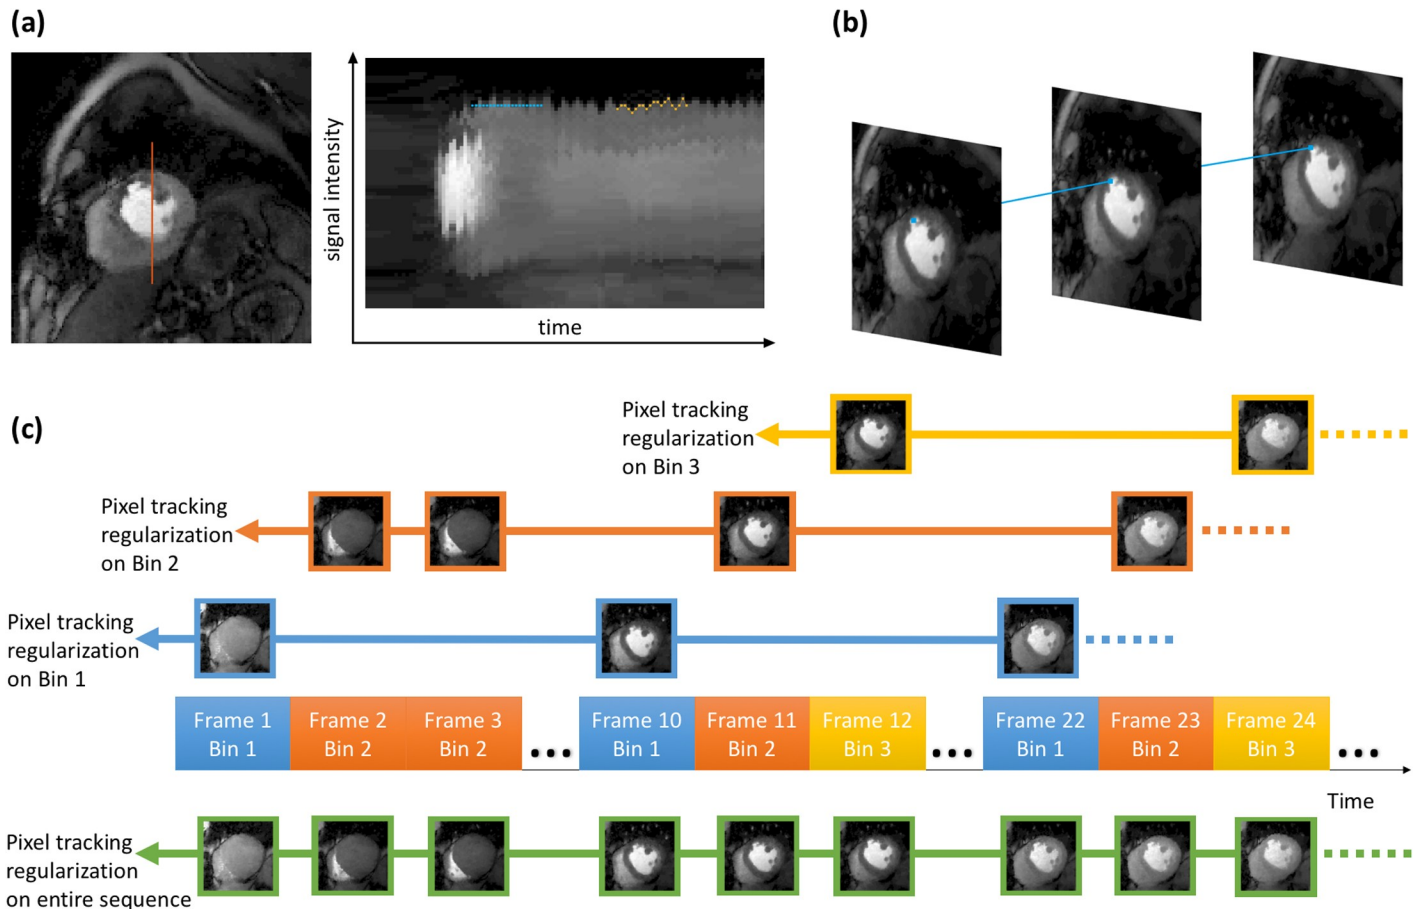 (a)
(b)
signal intensity
time
(c)
Pixel tracking
regularization
on Bin 3
Pixel tracking
regularization
on Bin 2
Pixel tracking
regularization
on Bin 1
Frame 1
Bin 1
Frame 2
Bin 2
Frame 3
Bin 2
Frame 10
Bin 1
Frame 11
Bin 2
Frame 12
Bin 3
Frame 22
Bin 1
Frame 23
Bin 2
Frame 24
Bin 3
Time
Pixel tracking
regularization
on entire sequence